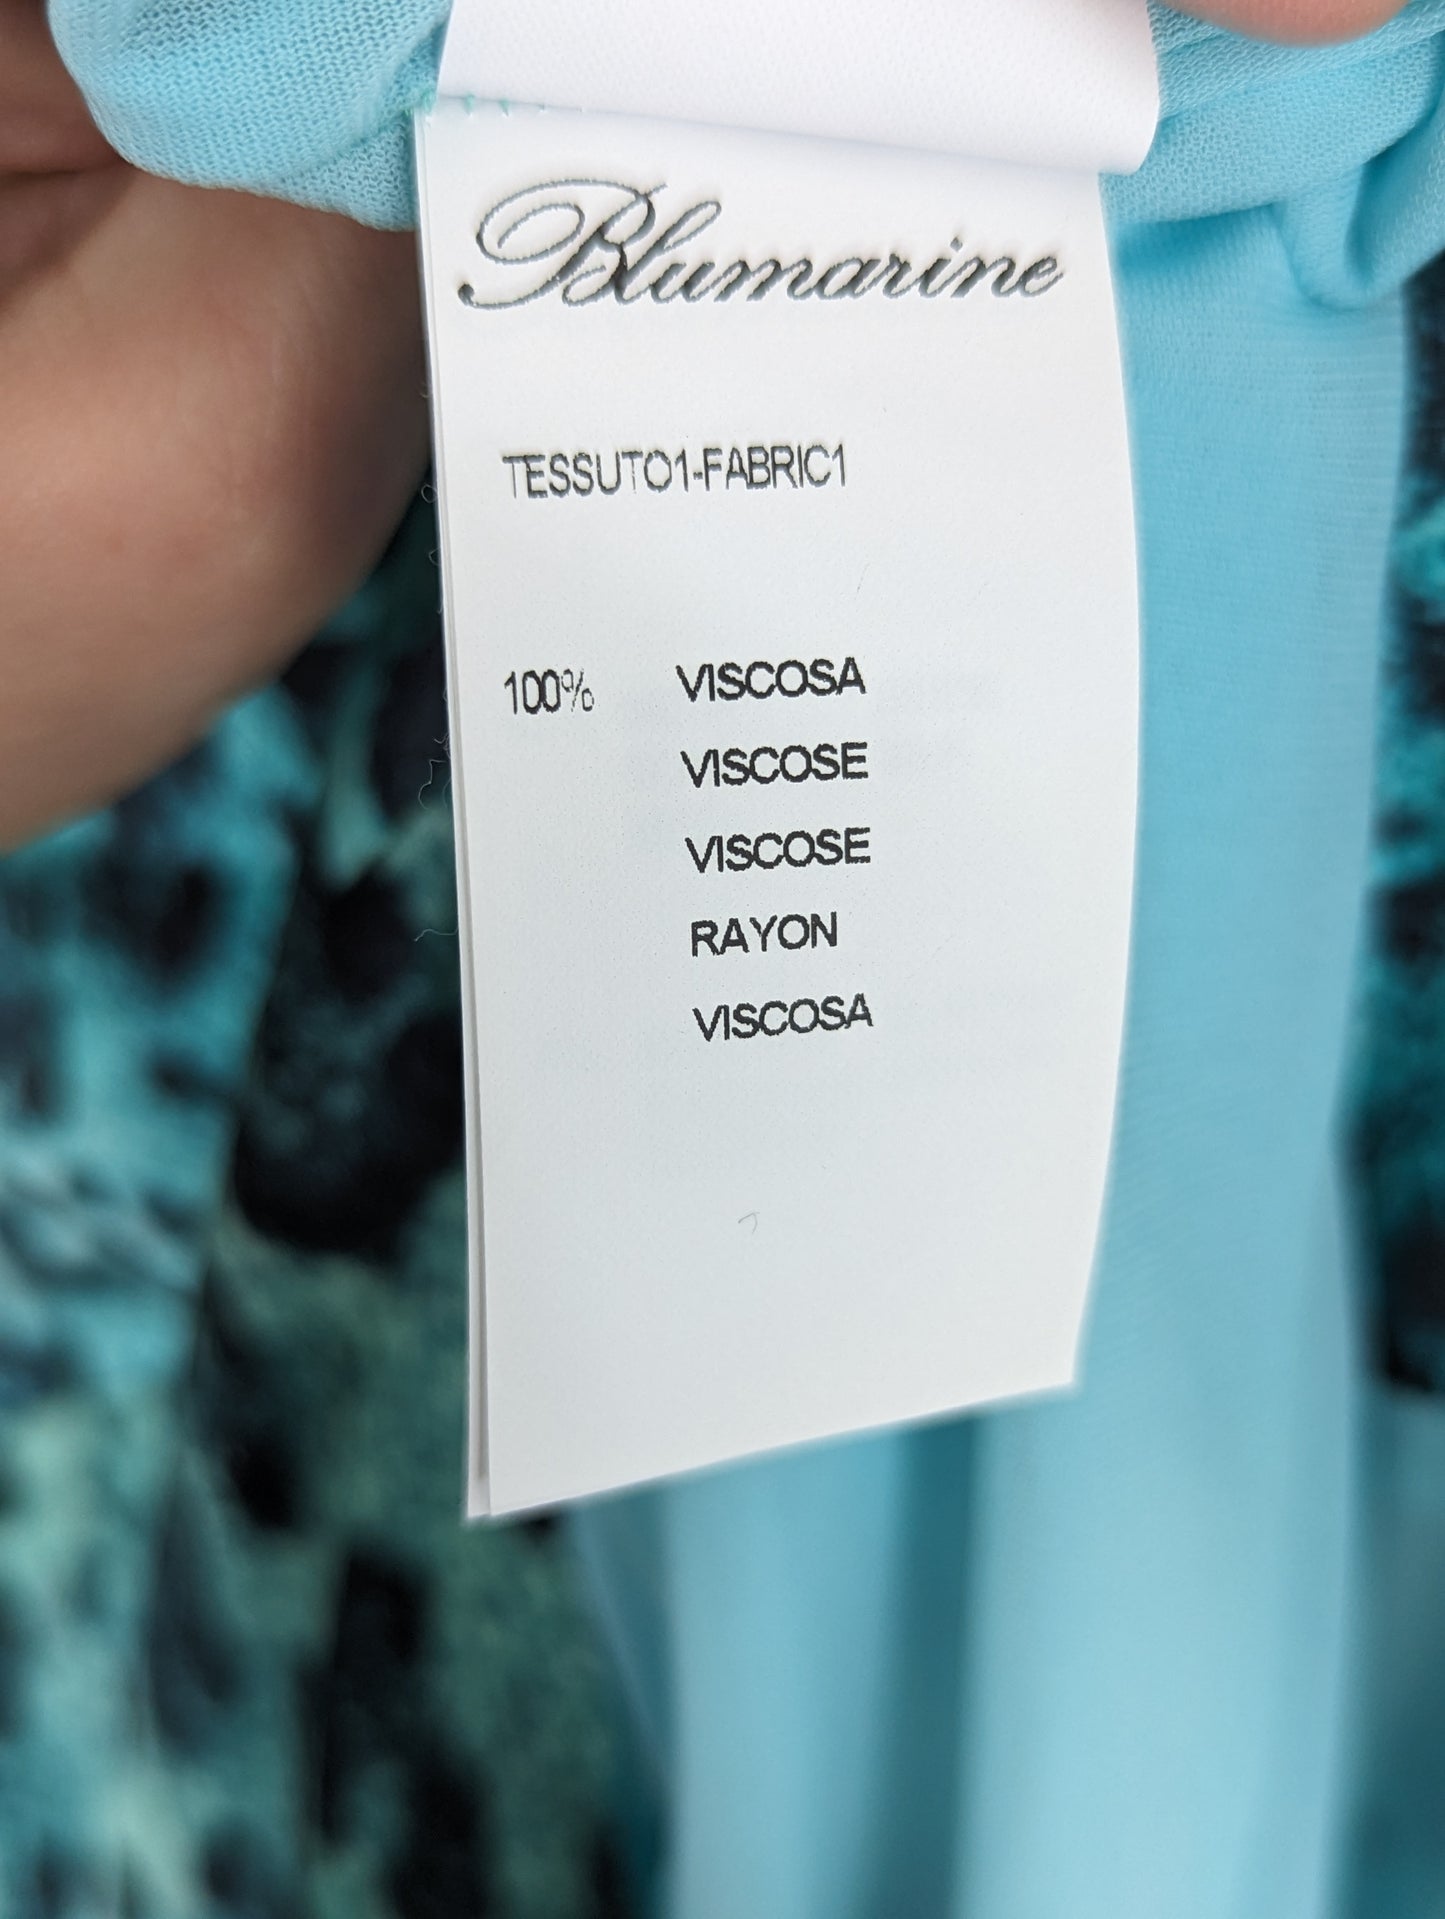 Blumarine
TESSUTO1-FABRIC1
100% VISCOSA
VISCOSE
VISCOSE
RAYON
VISCOSA